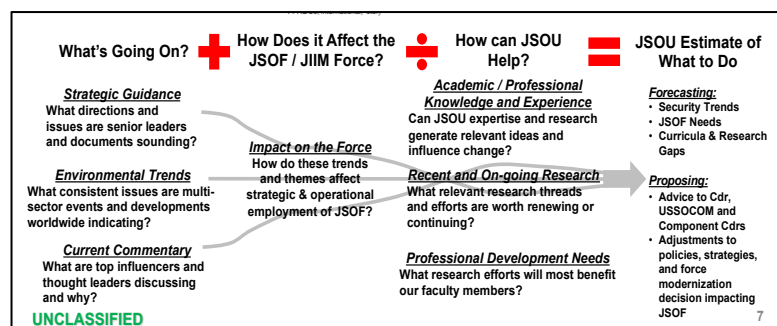 What's Going On?
How Does it Affect the
JSOF / JIIM Force?
How can JSOU
Help?
JSOU Estimate of
What to Do
Strategic Guidance
What directions and
issues are senior leaders
and documents sounding?
Environmental Trends
What consistent issues are multi-
sector events and developments
worldwide indicating?
Current Commentary
What are top influencers and
thought leaders discussing
and why?
Impact on the Force
How do these trends
and themes affect
strategic & operational
employment of JSOF?
Academic / Professional
Knowledge and Experience
Can JSOU expertise and research
generate relevant ideas and
influence change?
Recent and On-going Research
What relevant research threads
and efforts are worth renewing or
continuing?
Professional Development Needs
What research efforts will most benefit
our faculty members?
Forecasting:
• Security Trends
• JSOF Needs
• Curricula & Research
Gaps
Proposing:
• Advice to Cdr,
USSOCOM and
Component Cdrs
• Adjustments to
policies, strategies,
and force
modernization
decision impacting
JSOF
UNCLASSIFIED
7